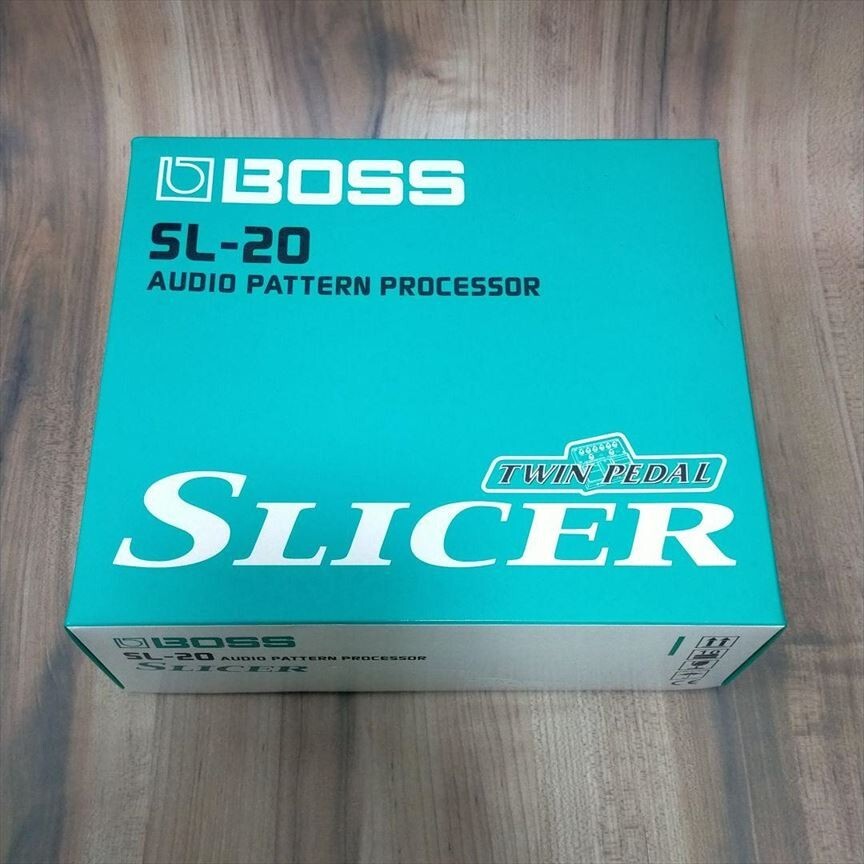 BOSS
SL-20
AUDIO PATTERN PROCESSOR
TWIN PEDAL
SLICER
BOSS
SL-20 AUDIO PATTERN PROCESSOR
SLICER